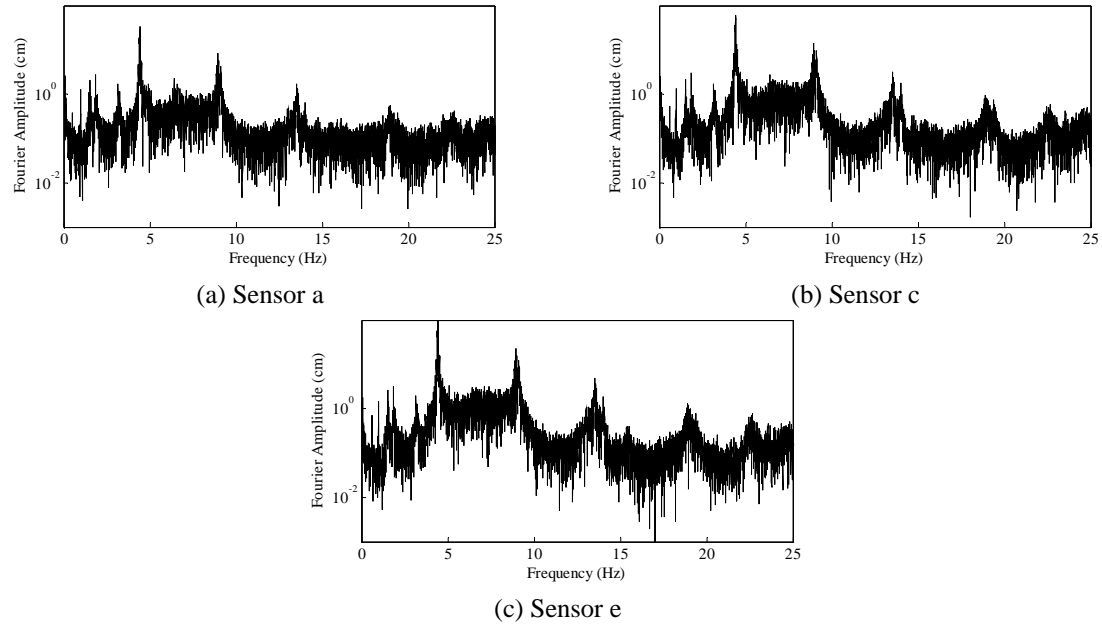 Fourier Amplitude (cm)
10^0
10^-2
0 5 10 15 20 25
Frequency (Hz)
(a) Sensor a
Fourier Amplitude (cm)
10^0
10^-2
0 5 10 15 20 25
Frequency (Hz)
(b) Sensor c
Fourier Amplitude (cm)
10^0
10^-2
0 5 10 15 20 25
Frequency (Hz)
(c) Sensor e